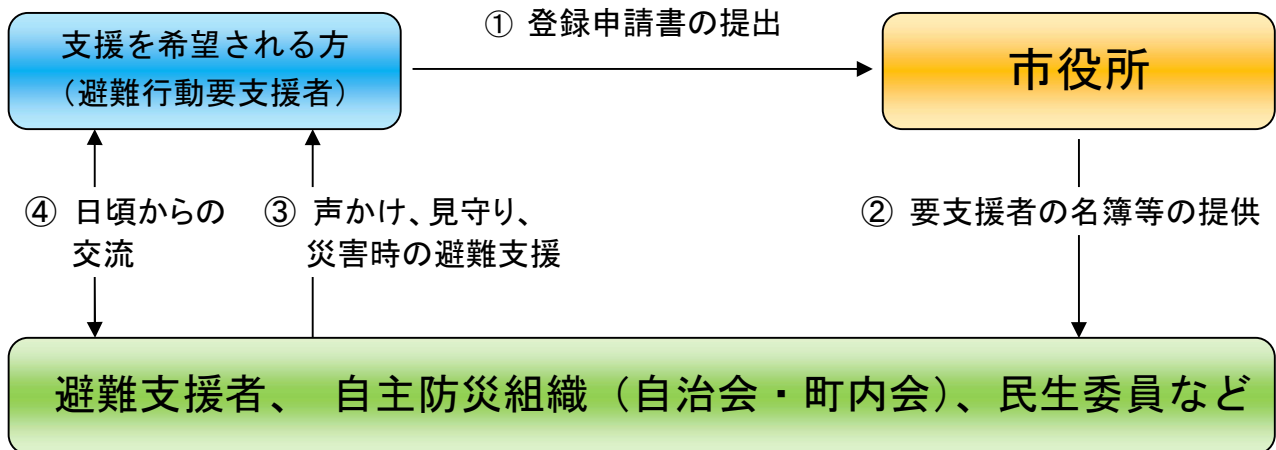 ① 登録申請書の提出
支援を希望される方
（避難行動要支援者）
市役所
④ 日頃からの
交流
③ 声かけ、見守り、
災害時の避難支援
② 要支援者の名簿等の提供
避難支援者、 自主防災組織（自治会・町内会）、民生委員など